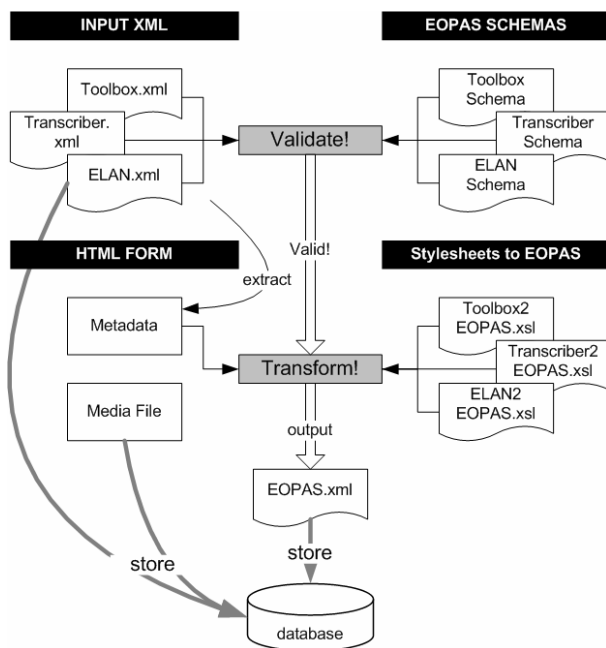 INPUT XML
EOPAS SCHEMAS
Toolbox.xml
Transcriber.
xml
ELAN.xml
Validate!
Toolbox
Schema
Transcriber
Schema
ELAN
Schema
Valid!
HTML FORM
extract
Stylesheets to EOPAS
Metadata
Media File
Transform!
Toolbox2
EOPAS.xsl
Transcriber2
EOPAS.xsl
ELAN2
EOPAS.xsl
output
EOPAS.xml
store
store
database